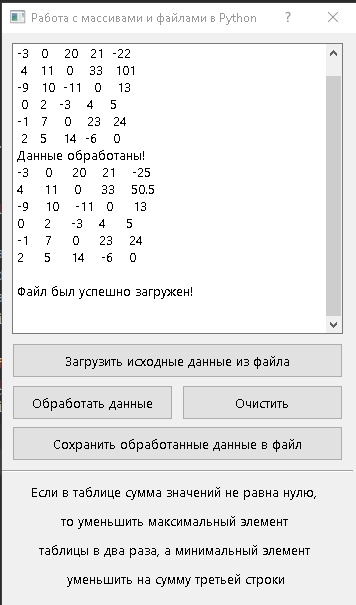 Работа с массивами и файлами в Python ? ×
-3 0 20 21 -22
4 11 0 33 101
-9 10 -11 0 13
0 2 -3 4 5
-1 7 0 23 24
2 5 14 -6 0
Данные обработаны!
-3 0 20 21 -25
4 11 0 33 50.5
-9 10 -11 0 13
0 2 -3 4 5
-1 7 0 23 24
2 5 14 -6 0
Файл был успешно загружен!
Загрузить исходные данные из файла
Обработать данные Очистить
Сохранить обработанные данные в файл
Если в таблице сумма значений не равна нулю,
то уменьшить максимальный элемент
таблицы в два раза, а минимальный элемент
уменьшить на сумму третьей строки